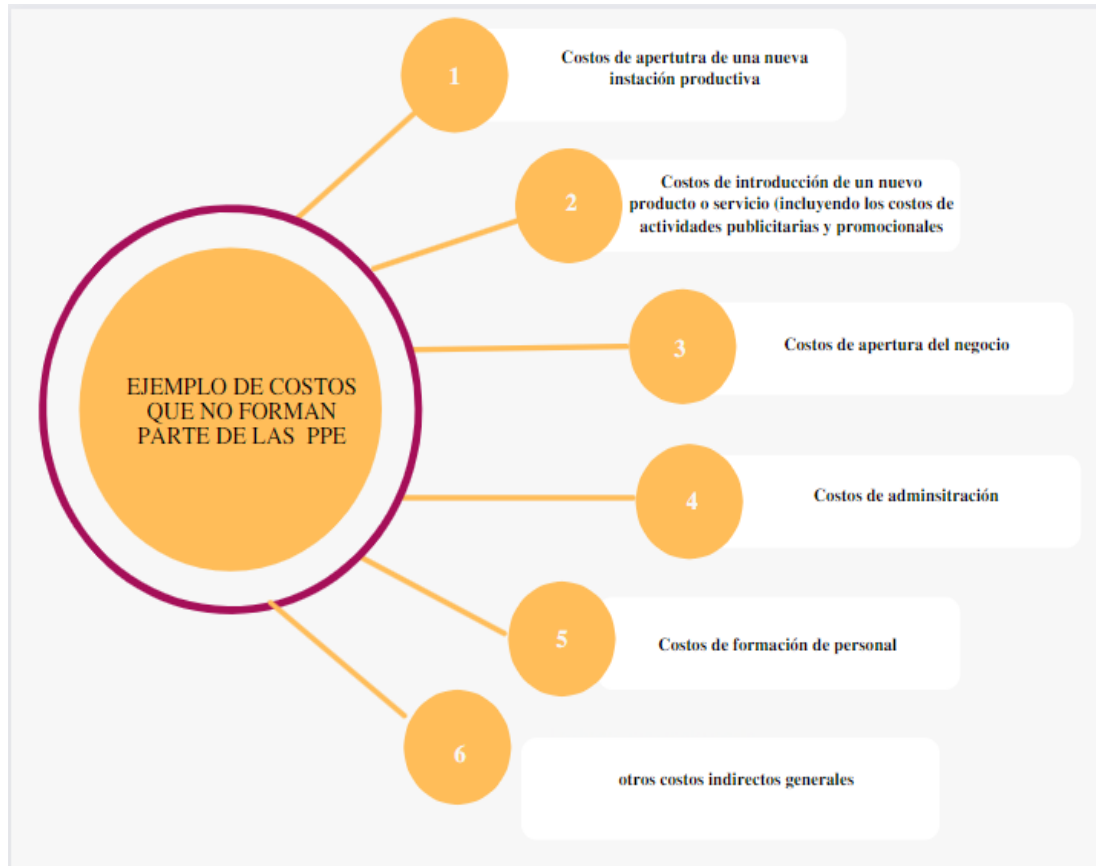 1
Costos de apertutra de una nueva
instación productiva
2
Costos de introducción de un nuevo
producto o servicio (incluyendo los costos de
actividades publicitarias y promocionales
3
Costos de apertura del negocio
EJEMPLO DE COSTOS
QUE NO FORMAN
PARTE DE LAS PPE
4
Costos de adminsitración
5
Costos de formación de personal
6
otros costos indirectos generales